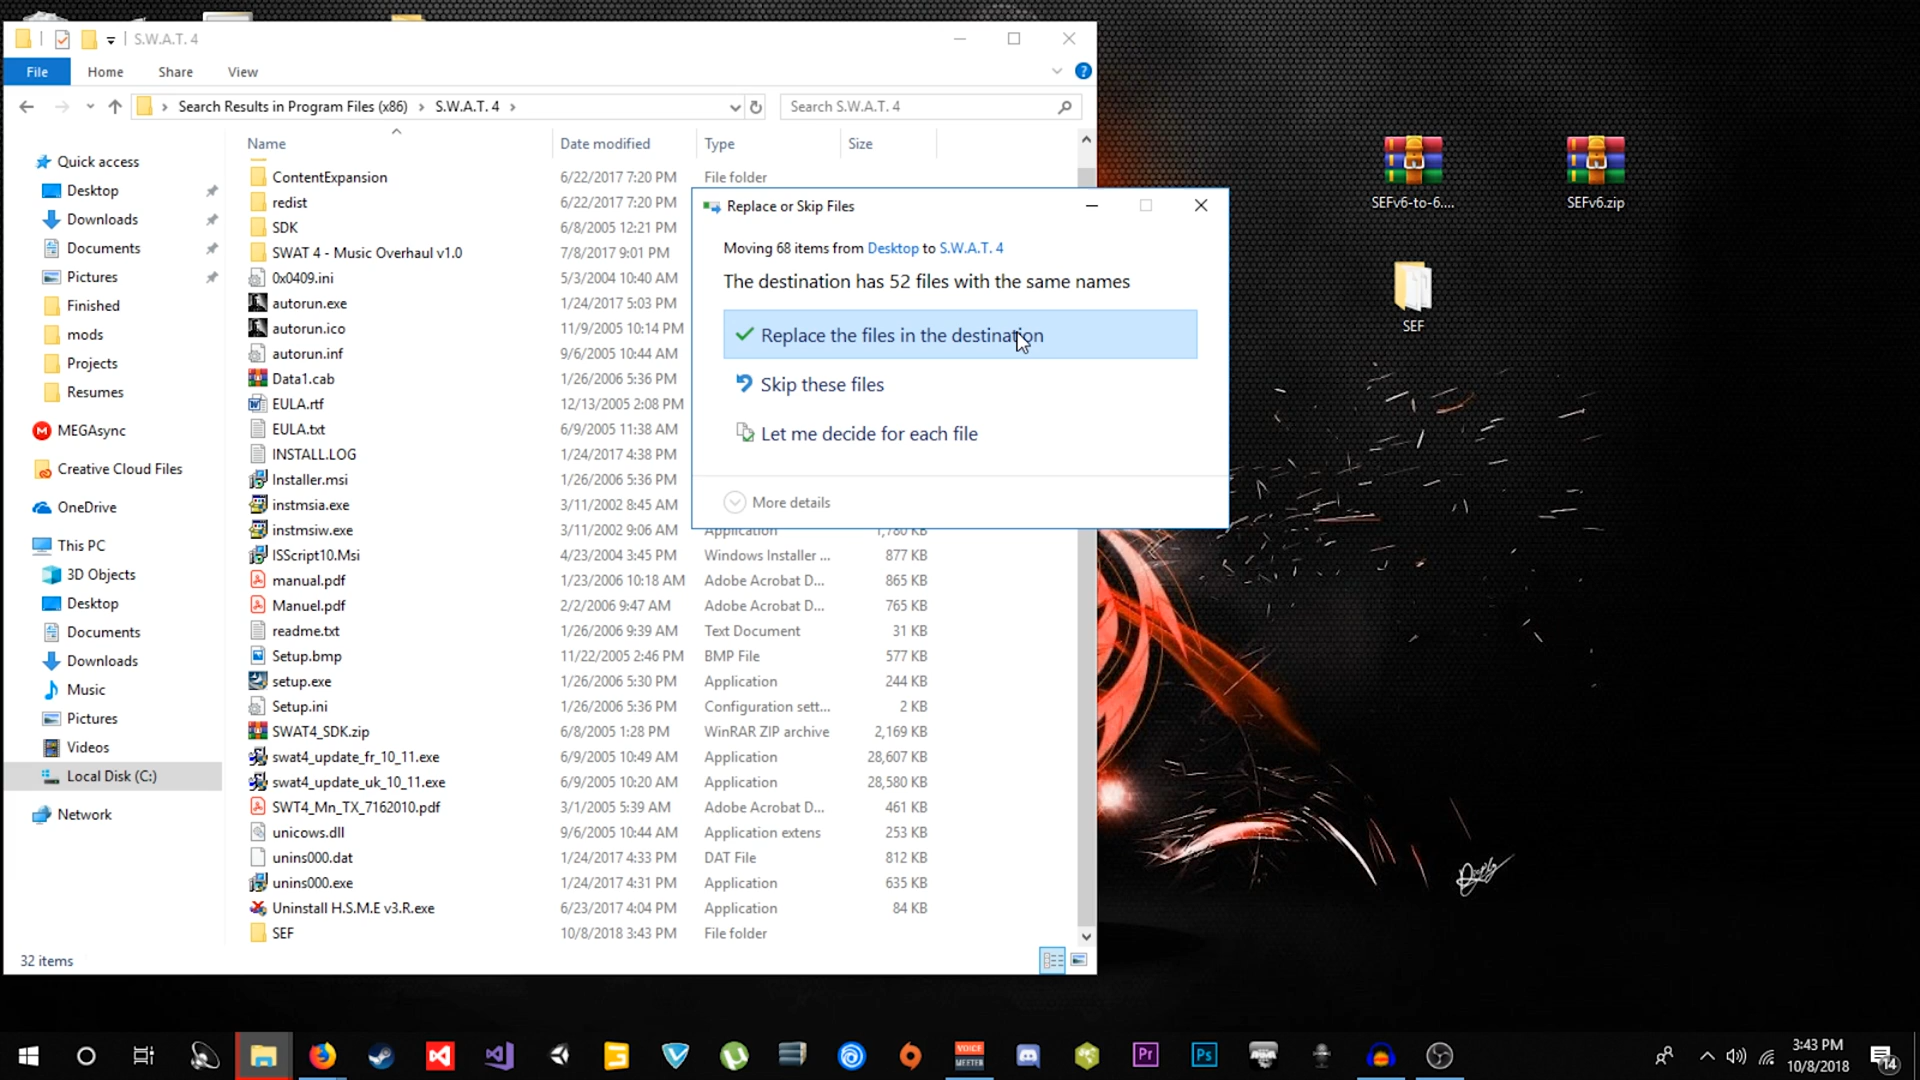 S.W.A.T. 4
File
Home
Share
View
Search Results in Program Files (x86)
S.W.A.T. 4
Search S.W.A.T. 4
Name
Date modified
Type
Size
Quick access
Desktop
Downloads
Documents
Pictures
Finished
mods
Projects
Resumes
MEGAsync
Creative Cloud Files
OneDrive
This PC
3D Objects
Desktop
Documents
Downloads
Music
Pictures
Videos
Local Disk (C:)
Network
ContentExpansion 6/22/2017 7:20 PM File folder
redist 6/22/2017 7:20 PM
SDK 6/8/2005 12:21 PM
SWAT 4 - Music Overhaul v1.0 7/8/2017 9:01 PM
0x0409.ini 5/3/2004 10:40 AM
autorun.exe 1/24/2017 5:03 PM
autorun.ico 11/9/2005 10:14 PM
autorun.inf 9/6/2005 10:44 AM
Data1.cab 1/26/2006 5:36 PM
EULA.rtf 12/13/2005 2:08 PM
EULA.txt 6/9/2005 11:38 AM
INSTALL.LOG 1/24/2017 4:38 PM
Installer.msi 1/26/2006 5:36 PM
instmsia.exe 3/11/2002 8:45 AM
instmsiw.exe 3/11/2002 9:06 AM Application 1,780 KB
ISScript10.Msi 4/23/2004 3:45 PM Windows Installer ... 877 KB
manual.pdf 1/23/2006 10:18 AM Adobe Acrobat D... 865 KB
Manuel.pdf 2/2/2006 9:47 AM Adobe Acrobat D... 765 KB
readme.txt 1/26/2006 9:39 AM Text Document 31 KB
Setup.bmp 11/22/2005 2:46 PM BMP File 577 KB
setup.exe 1/26/2006 5:30 PM Application 244 KB
Setup.ini 1/26/2006 5:36 PM Configuration sett... 2 KB
SWAT4_SDK.zip 6/8/2005 1:28 PM WinRAR ZIP archive 2,169 KB
swat4_update_fr_10_11.exe 6/9/2005 10:49 AM Application 28,607 KB
swat4_update_uk_10_11.exe 6/9/2005 10:20 AM Application 28,580 KB
SWT4_Mn_TX_7162010.pdf 3/1/2005 5:39 AM Adobe Acrobat D... 461 KB
unicows.dll 9/6/2005 10:44 AM Application extens 253 KB
unins000.dat 1/24/2017 4:33 PM DAT File 812 KB
unins000.exe 1/24/2017 4:31 PM Application 635 KB
Uninstall H.S.M.E v3.R.exe 6/23/2017 4:04 PM Application 84 KB
SEF 10/8/2018 3:43 PM File folder
32 items
Replace or Skip Files
Moving 68 items from Desktop to S.W.A.T. 4
The destination has 52 files with the same names
Replace the files in the destination
Skip these files
Let me decide for each file
More details
SEFv6-to-6....
SEFv6.zip
SEF
VOICE
MEETER
Pr
Ps
3:43 PM
10/8/2018
14